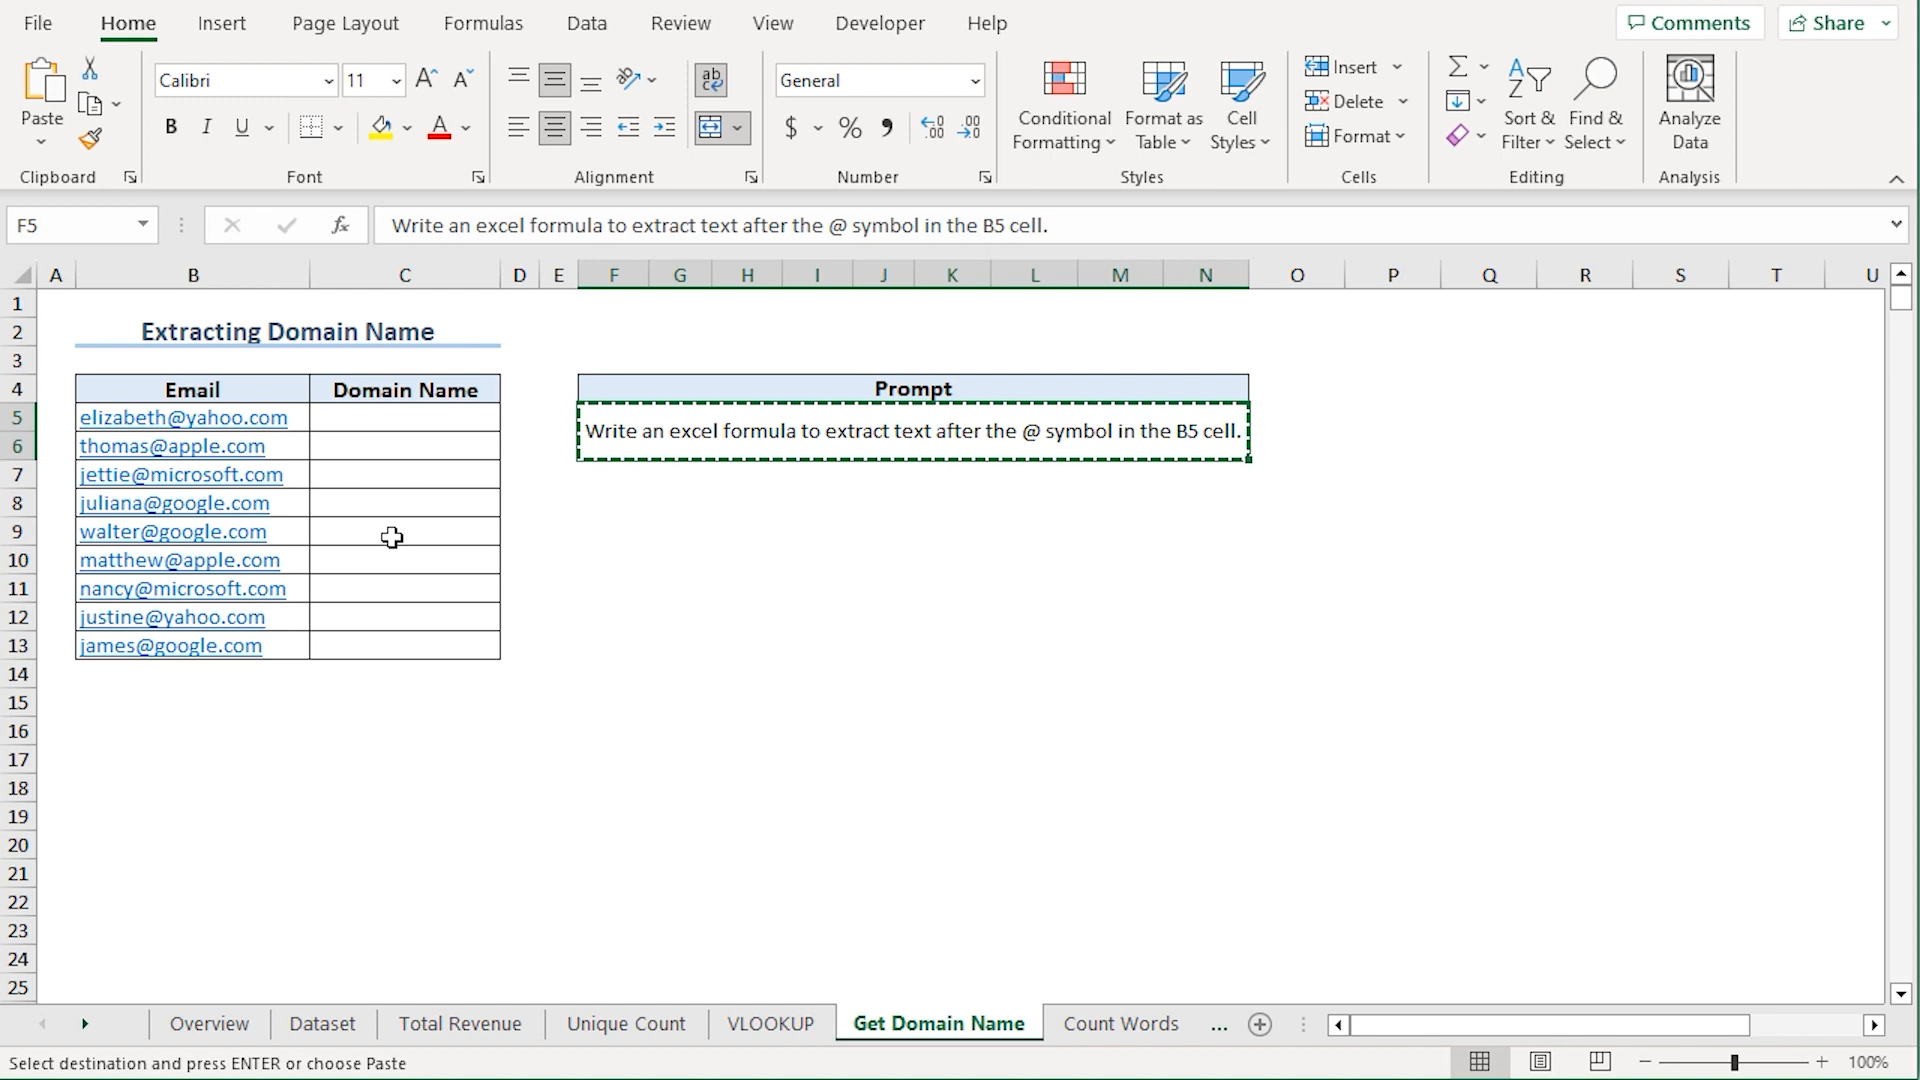 File Home Insert Page Layout Formulas Data Review View Developer Help Comments Share
Calibri 11 General
Paste
B I U
$ % 9
Conditional Formatting
Format as Table
Cell Styles
Insert
Delete
Format
Sort & Filter
Find & Select
Analyze Data
Clipboard Font Alignment Number Styles Cells Editing Analysis
F5 fx Write an excel formula to extract text after the @ symbol in the B5 cell.
A B C D E F G H I J K L M N O P Q R S T U
1
2 Extracting Domain Name
3
4 Email Domain Name Prompt
5 elizabeth@yahoo.com
Write an excel formula to extract text after the @ symbol in the B5 cell.
6 thomas@apple.com
7 jettie@microsoft.com
8 juliana@google.com
9 walter@google.com
10 matthew@apple.com
11 nancy@microsoft.com
12 justine@yahoo.com
13 james@google.com
14
15
16
17
18
19
20
21
22
23
24
25
Overview Dataset Total Revenue Unique Count VLOOKUP Get Domain Name Count Words ...
Select destination and press ENTER or choose Paste 100%